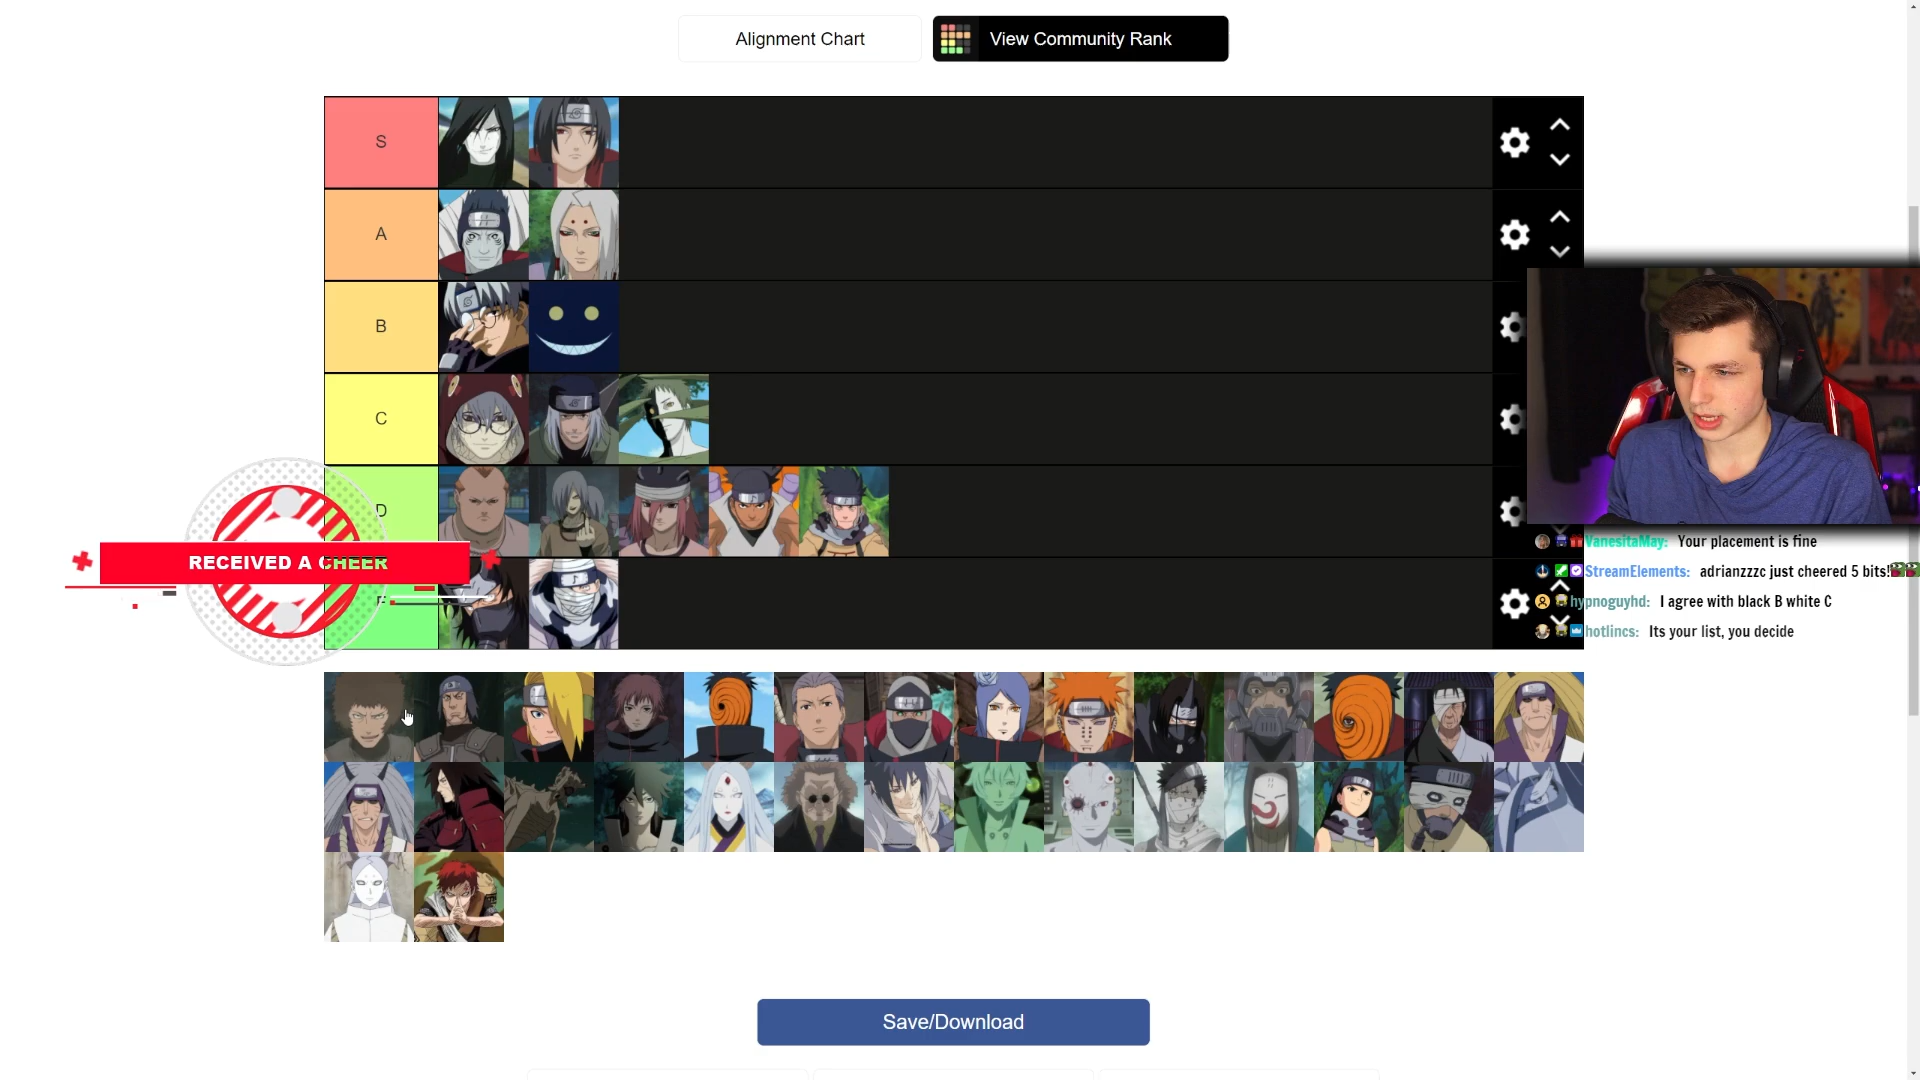 Alignment Chart
View Community Rank
S
A
B
C
D
F
RECEIVED A CHEER
VanesitaMay: Your placement is fine
StreamElements: adrianzzzc just cheered 5 bits!
hypnoguyhd: I agree with black B white C
hotlincs: Its your list, you decide
Save/Download